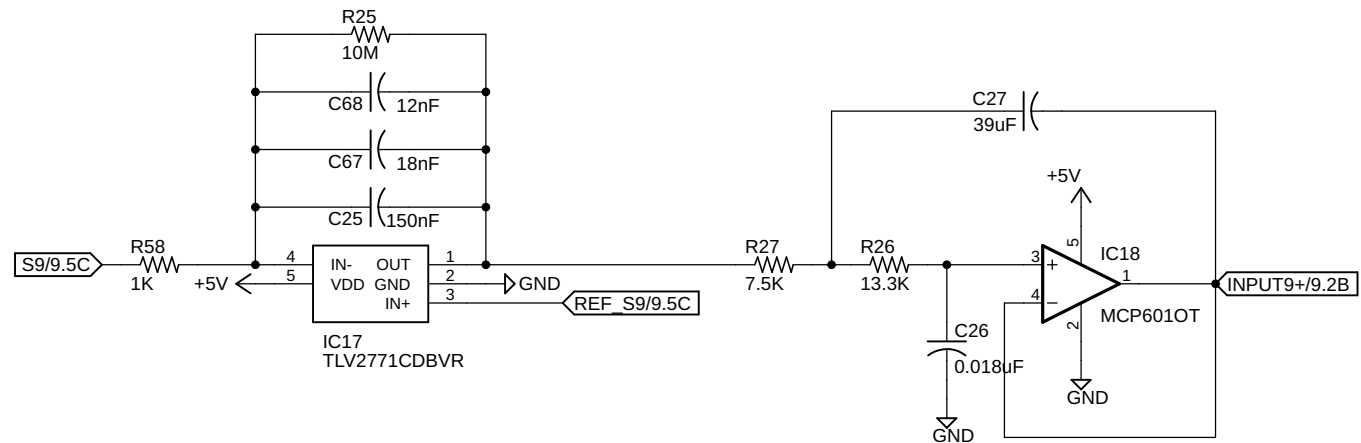 R25
10M
C68
12nF
C67
18nF
C25
150nF
S9/9.5C
R58
1K
+5V
4
5
IN-
OUT
VDD
GND
IN+
1
2
3
GND
REF_S9/9.5C
IC17
TLV2771CDBVR
R27
7.5K
R26
13.3K
C27
39uF
C26
0.018uF
GND
+5V
5
3
+
4
−
2
1
IC18
MCP601OT
GND
INPUT9+/9.2B